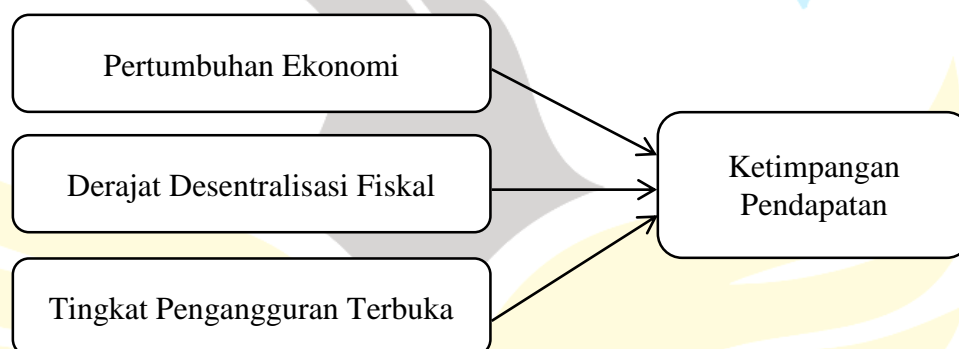 Pertumbuhan Ekonomi
Derajat Desentralisasi Fiskal
Tingkat Pengangguran Terbuka
Ketimpangan
Pendapatan